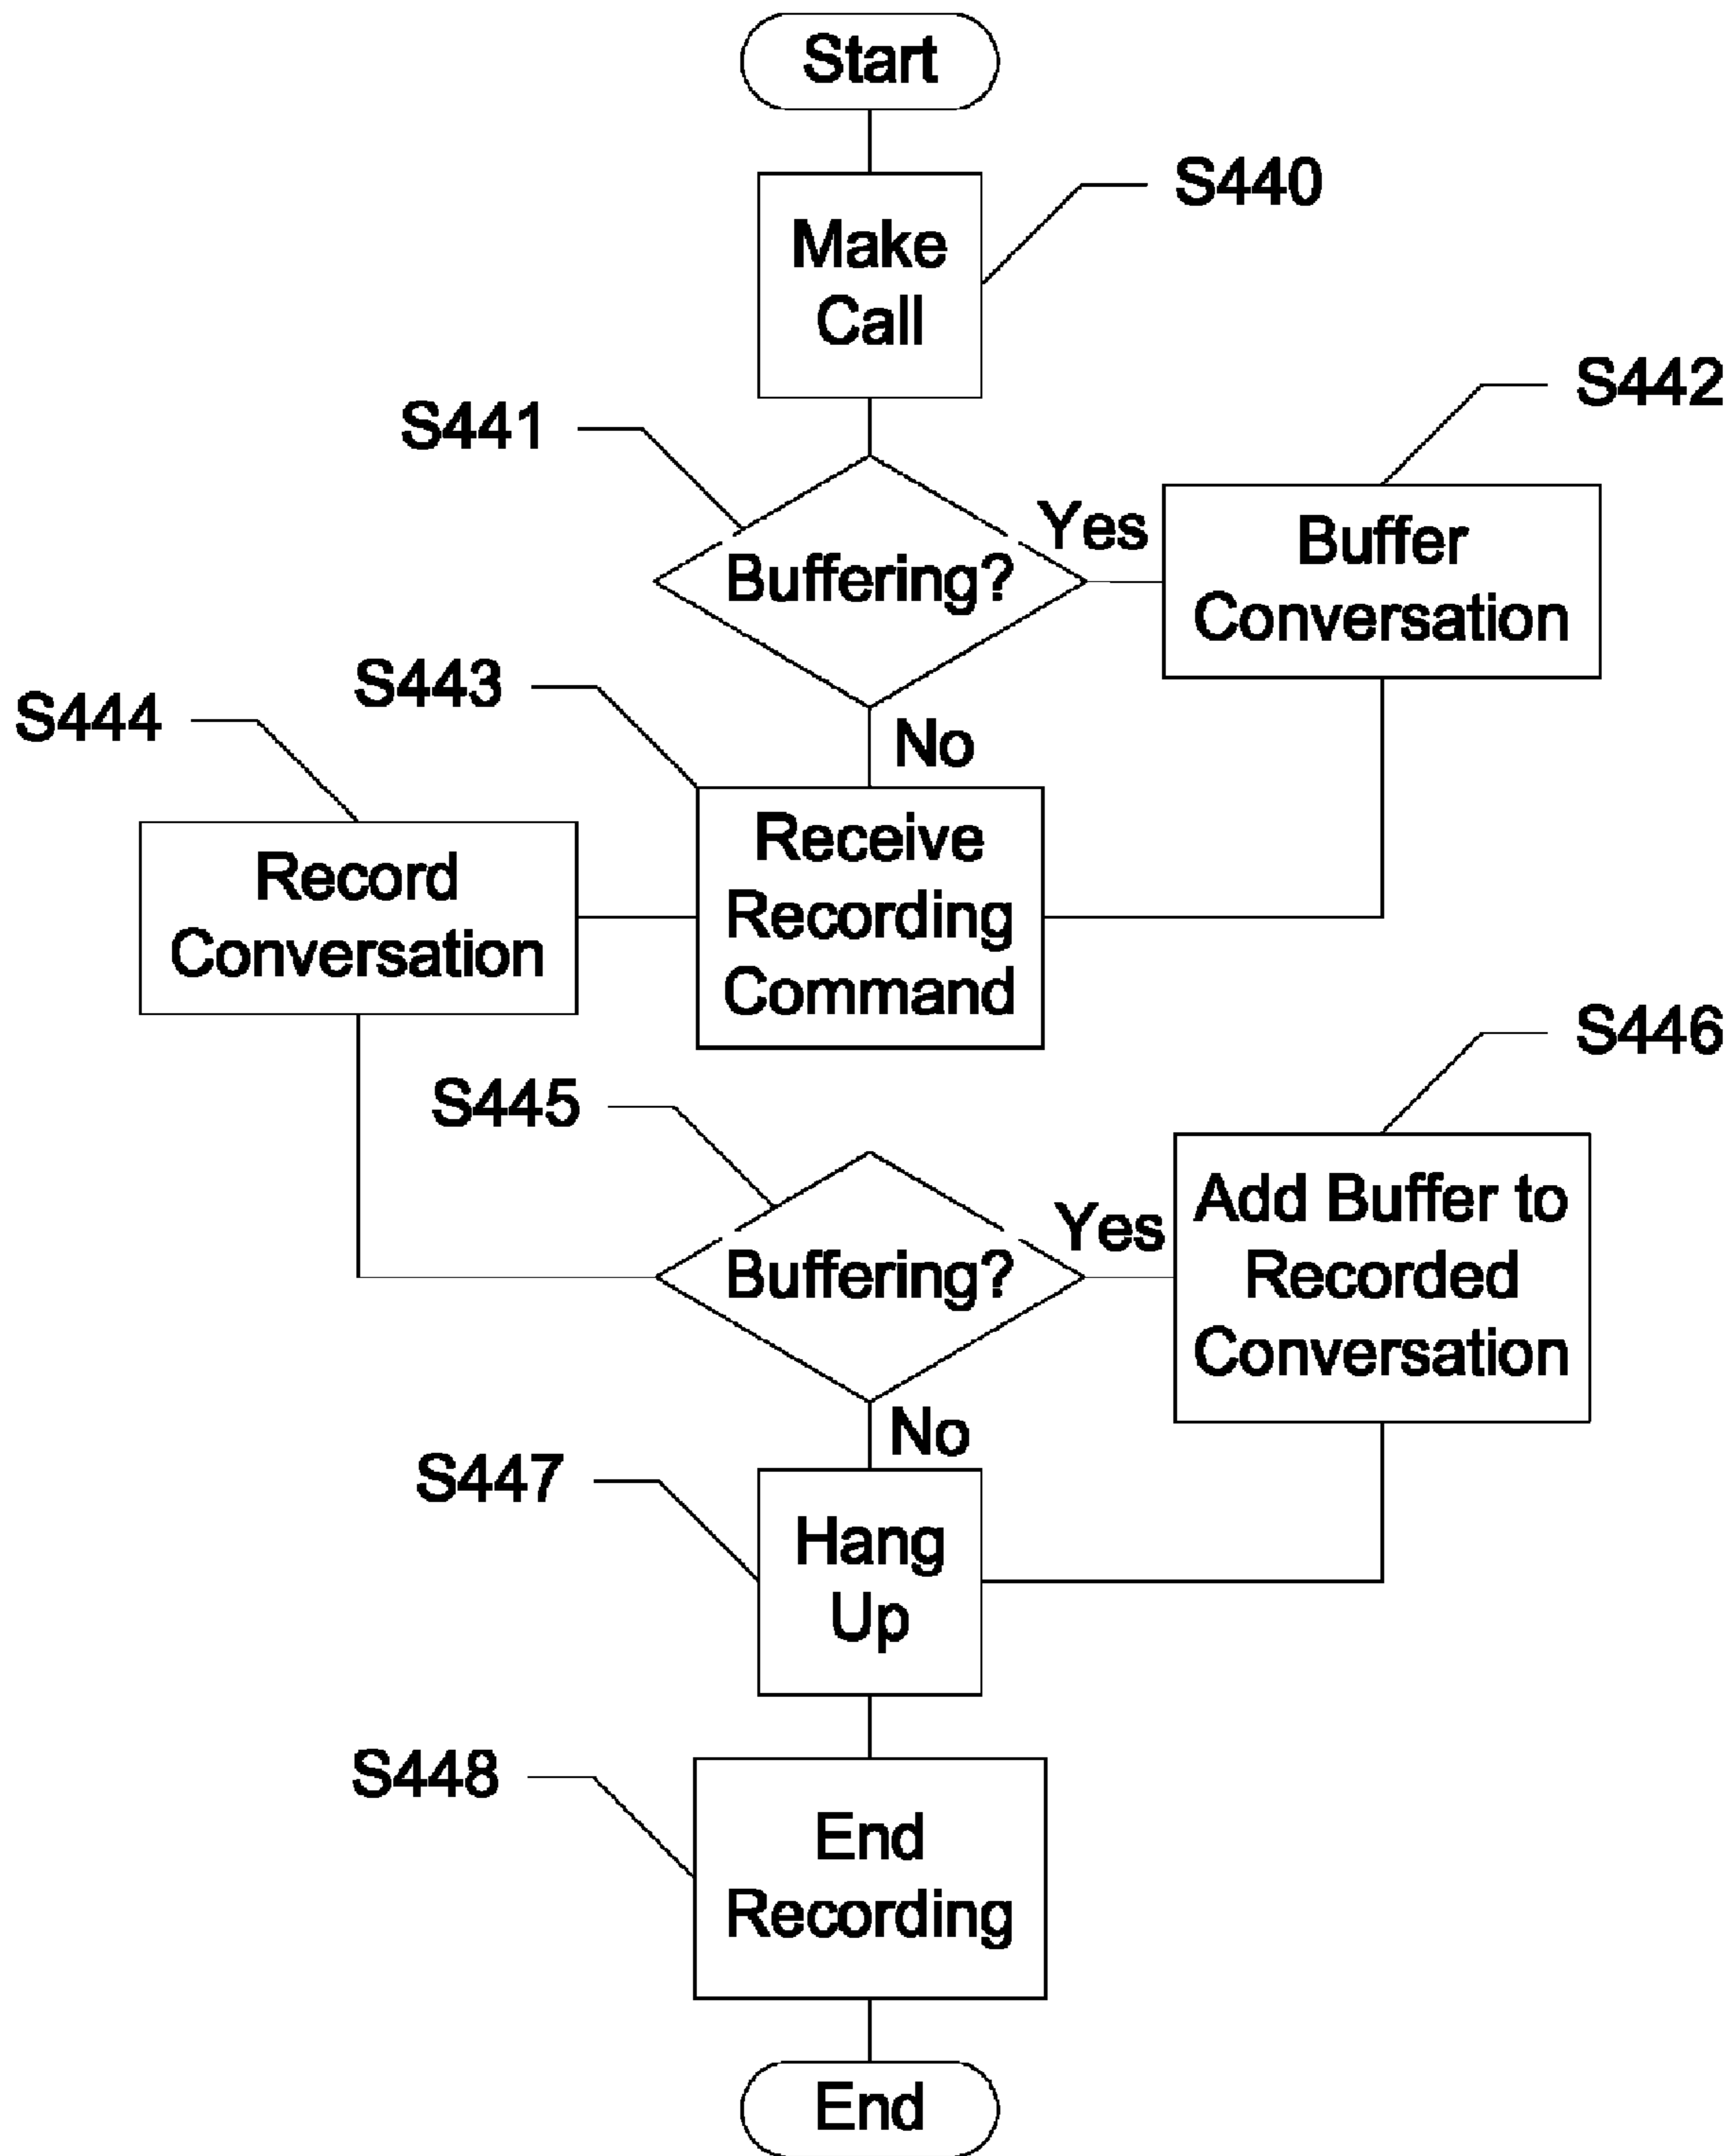 Start
S440
Make
Call
S442
S441
Yes
Buffer
Conversation
Buffering?
S443
S444
No
Receive
Recording
Command
Record
Conversation
S446
S445
Add Buffer to
Recorded
Conversation
Yes
Buffering?
No
S447
Hang
Up
S448
End
Recording
End